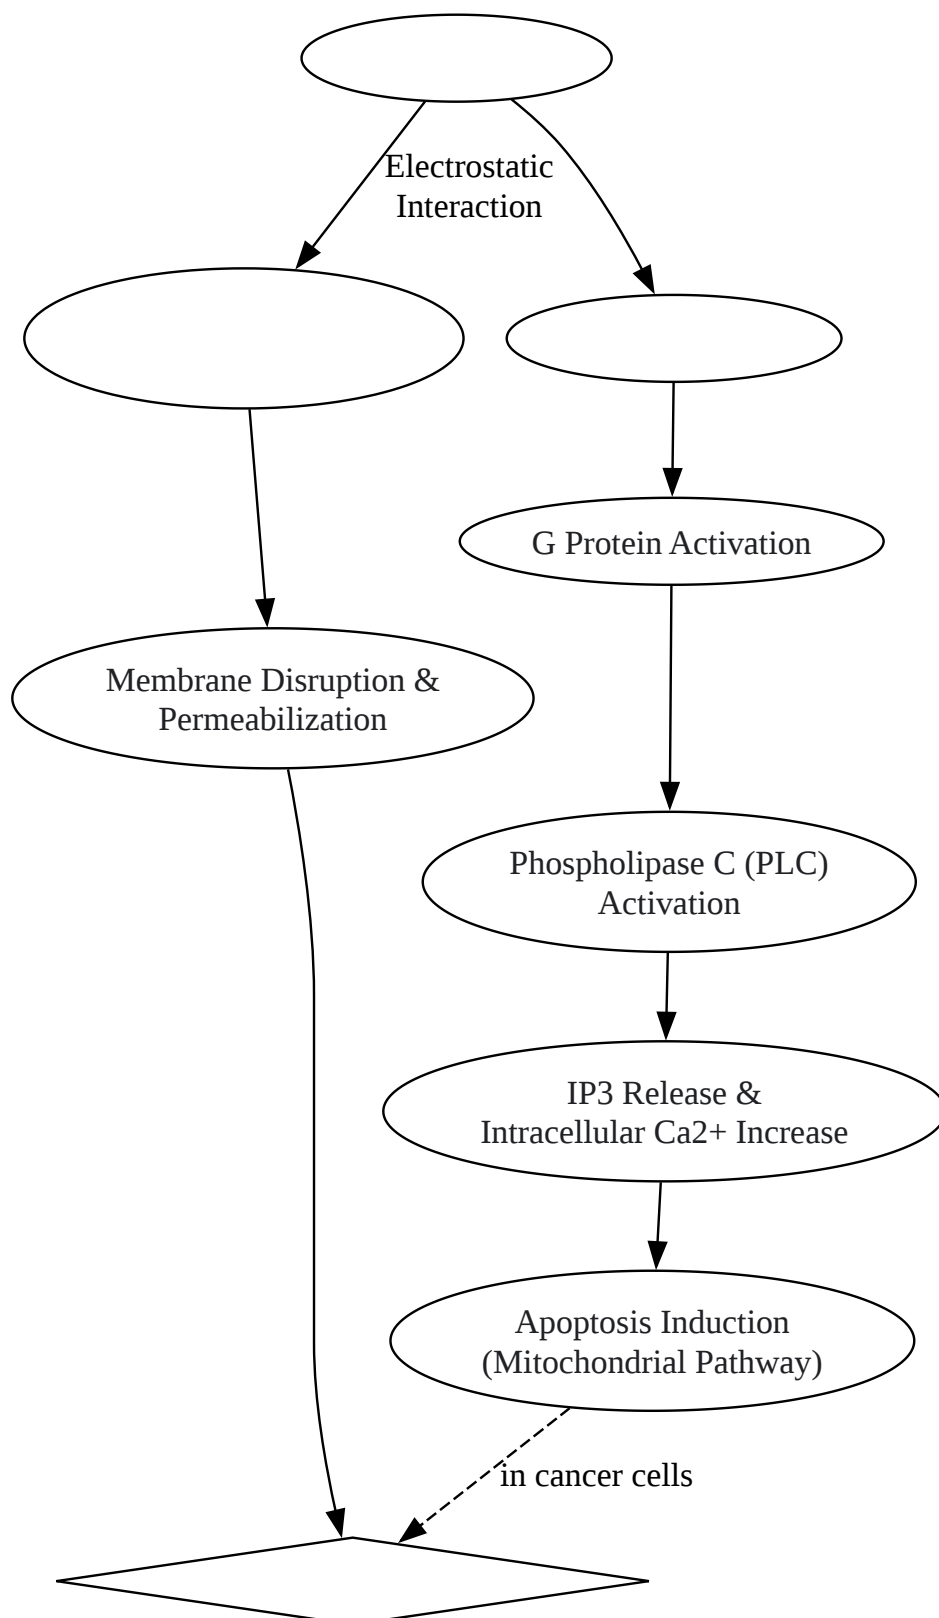 Electrostatic
Interaction
G Protein Activation
Membrane Disruption &
Permeabilization
Phospholipase C (PLC)
Activation
IP3 Release &
Intracellular Ca2+ Increase
Apoptosis Induction
(Mitochondrial Pathway)
in cancer cells